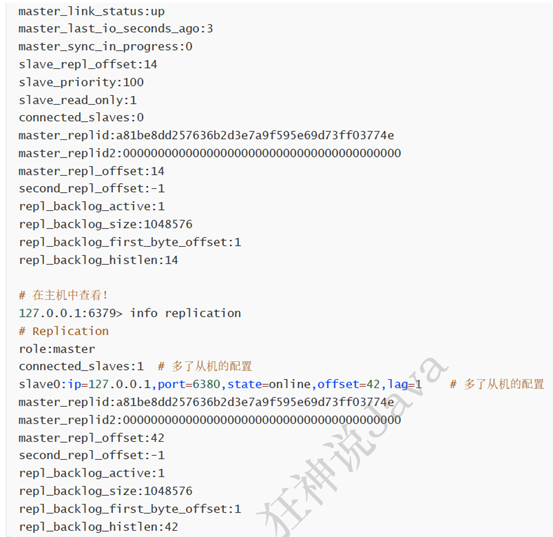 master_link_status:up
master_last_io_seconds_ago:3
master_sync_in_progress:0
slave_repl_offset:14
slave_priority:100
slave_read_only:1
connected_slaves:0
master_replid:a81be8dd257636b2d3e7a9f595e69d73ff03774e
master_replid2:0000000000000000000000000000000000000000
master_repl_offset:14
second_repl_offset:-1
repl_backlog_active:1
repl_backlog_size:1048576
repl_backlog_first_byte_offset:1
repl_backlog_histlen:14
# 在主机中查看!
127.0.0.1:6379> info replication
# Replication
role:master
connected_slaves:1 # 多了从机的配置
slave0:ip=127.0.0.1,port=6380,state=online,offset=42,lag=1 # 多了从机的配置
master_replid:a81be8dd257636b2d3e7a9f595e69d73ff03774e
master_replid2:0000000000000000000000000000000000000000
master_repl_offset:42
second_repl_offset:-1
repl_backlog_active:1
repl_backlog_size:1048576
repl_backlog_first_byte_offset:1
repl_backlog_histlen:42
狂神说Java